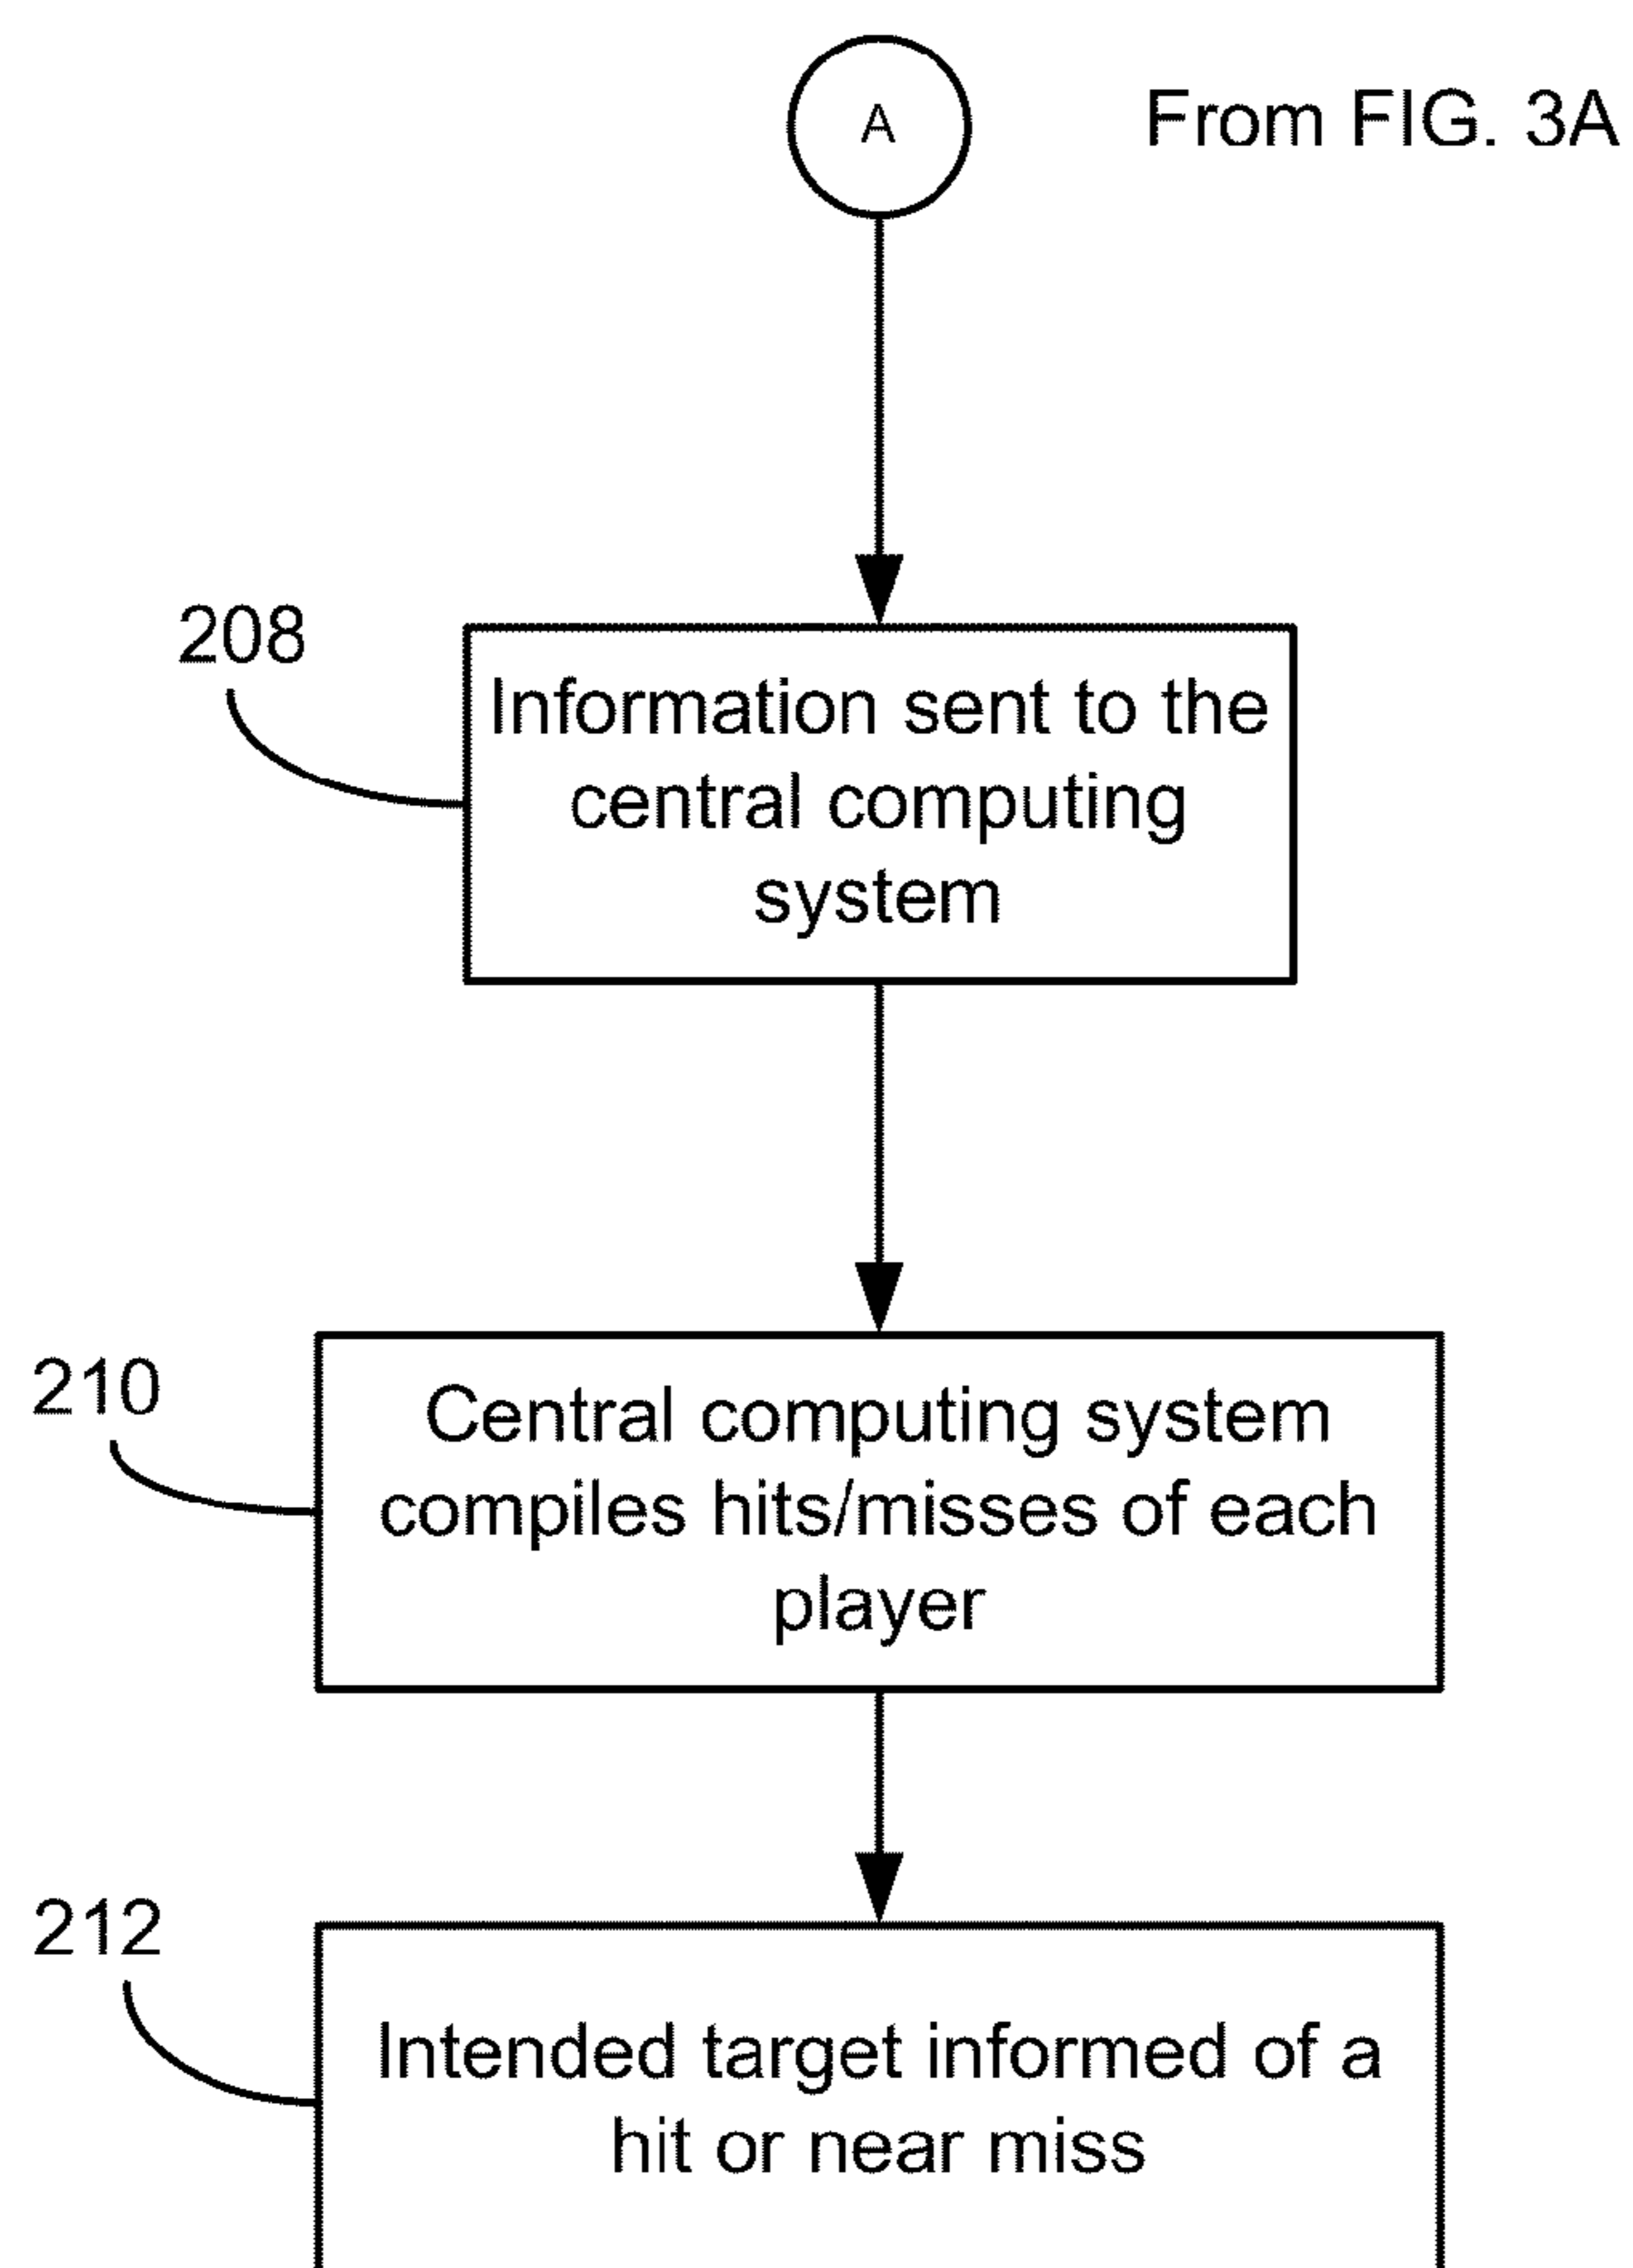 A
From FIG. 3A
208
Information sent to the
central computing
system
210
Central computing system
compiles hits/misses of each
player
212
Intended target informed of a
hit or near miss